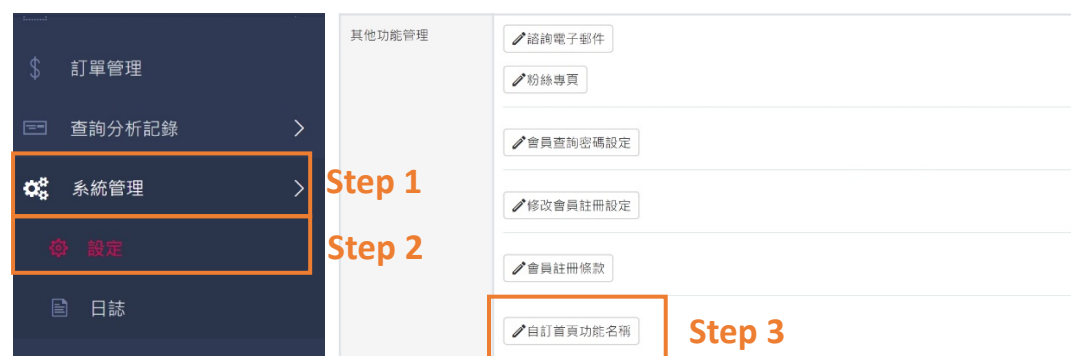 $ 訂單管理
查詢分析記錄
系統管理
Step 1
設定
Step 2
日誌
其他功能管理
諮詢電子郵件
粉絲專頁
會員查詢密碼設定
修改會員註冊設定
會員註冊條款
自訂首頁功能名稱
Step 3